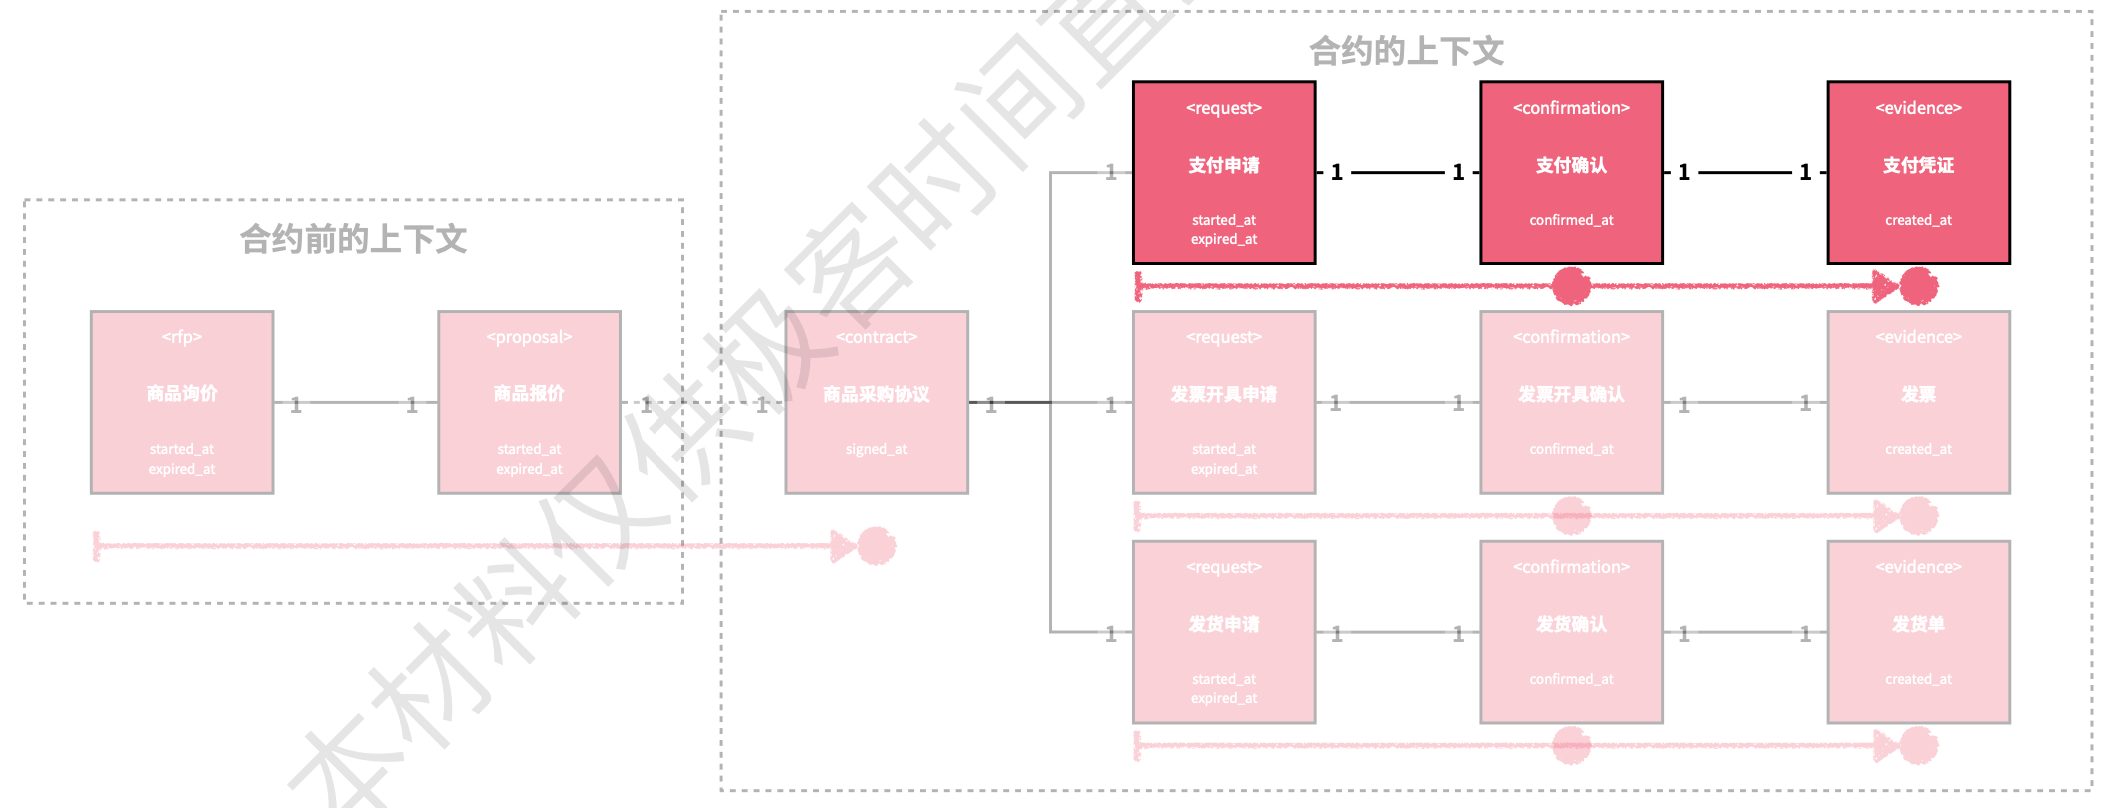 合约的上下文
<request>
支付申请
started_at
expired_at
1
1
1
<confirmation>
支付确认
confirmed_at
1
1
<evidence>
支付凭证
created_at
合约前的上下文
<rfp>
商品询价
started_at
expired_at
1
1
<proposal>
商品报价
started_at
expired_at
1
1
<contract>
商品采购协议
signed_at
1
1
<request>
发票开具申请
started_at
expired_at
1
1
<confirmation>
发票开具确认
confirmed_at
1
1
<evidence>
发票
created_at
1
<request>
发货申请
started_at
expired_at
1
1
<confirmation>
发货确认
confirmed_at
1
1
<evidence>
发货单
created_at
本材料仅供极客时间直